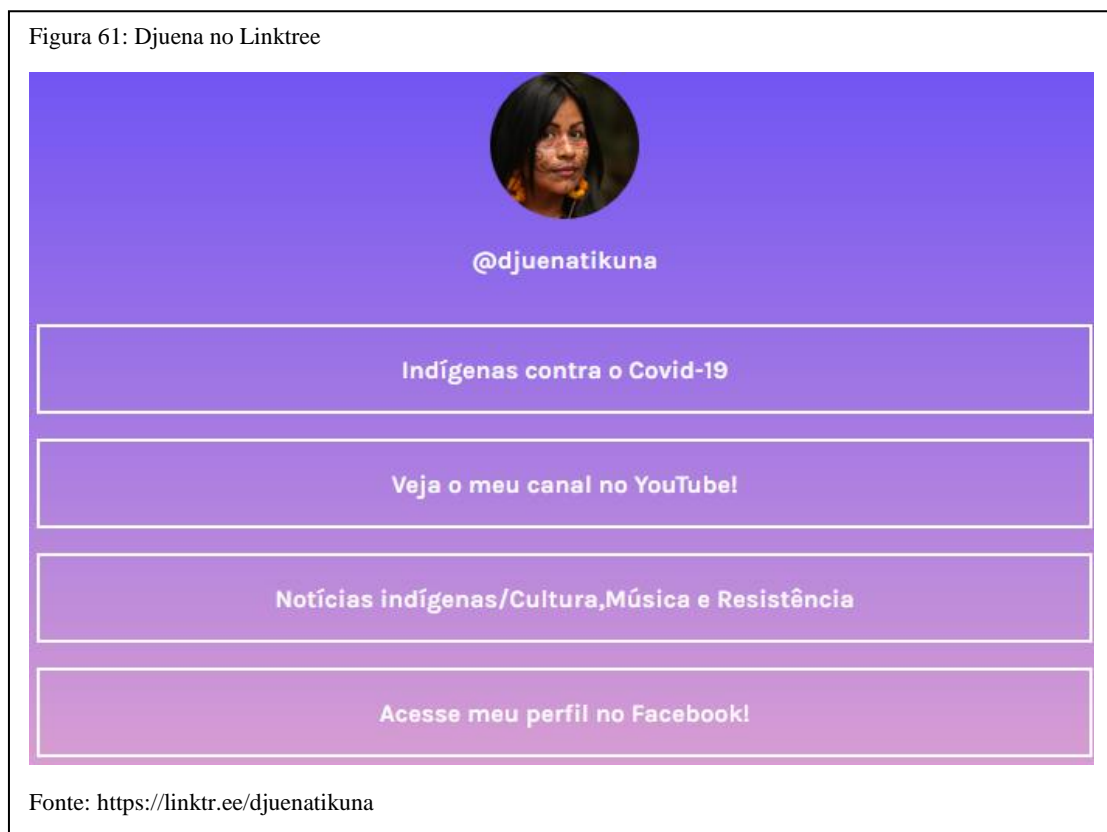 Figura 61: Djuena no Linktree
@djuenatikuna
Indígenas contra o Covid-19
Veja o meu canal no YouTube!
Notícias indígenas/Cultura,Música e Resistência
Acesse meu perfil no Facebook!
Fonte: https://linktr.ee/djuenatikuna